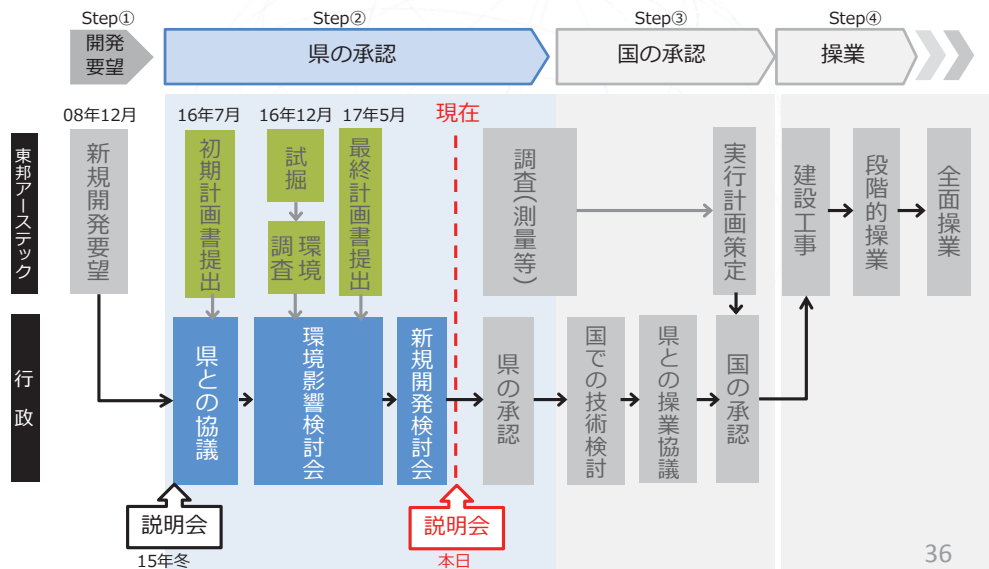 Step①
Step②
Step③
Step④
開発
要望
県の承認
国の承認
操業
08年12月
16年7月
16年12月
17年5月
現在
東邦アーステック
新規開発要望
初期計画書提出
試掘
環境
調査
最終計画書提出
調査(測量等)
実行計画策定
建設工事
段階的操業
全面操業
行政
県との協議
環境影響検討会
新規開発検討会
県の承認
国での技術検討
県との操業協議
国の承認
説明会
15年冬
説明会
本日
36